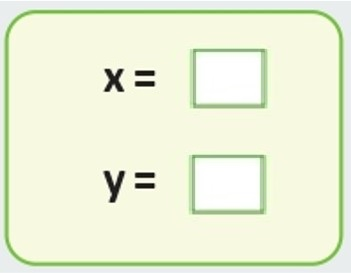 x =
y =